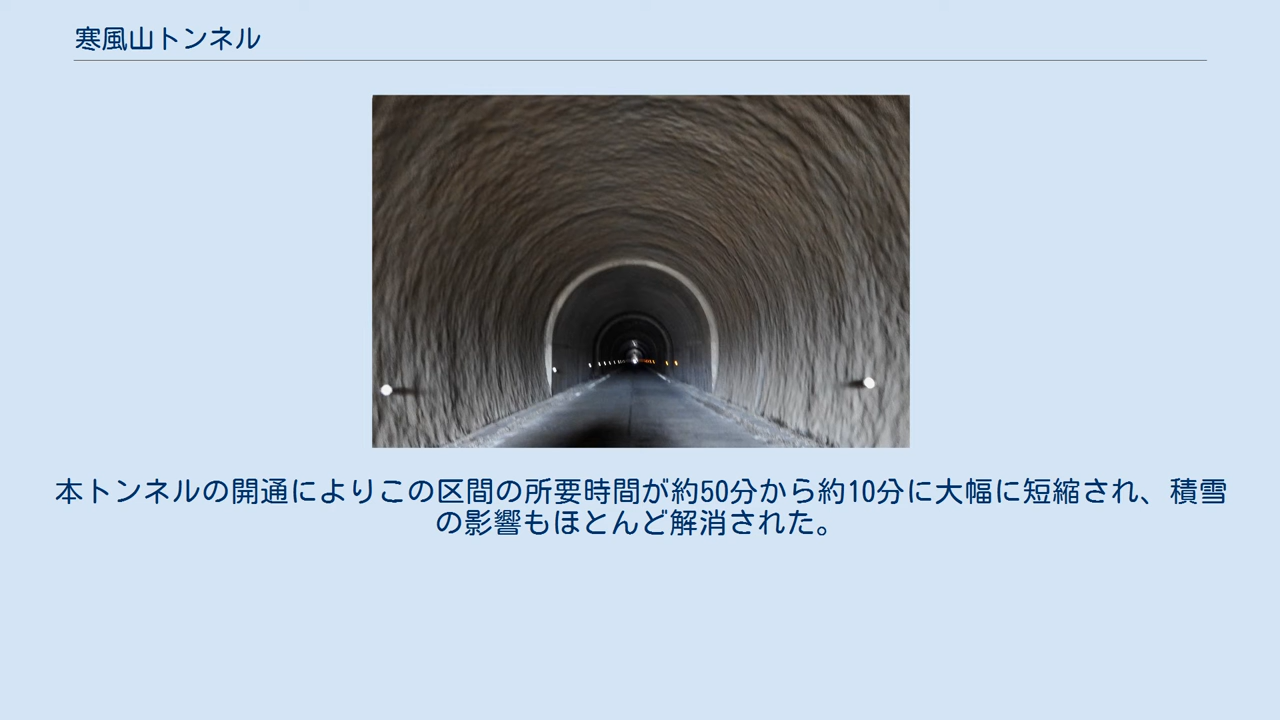 寒風山トンネル
本トンネルの開通によりこの区間の所要時間が約50分から約10分に大幅に短縮され、積雪
の影響もほとんど解消された。